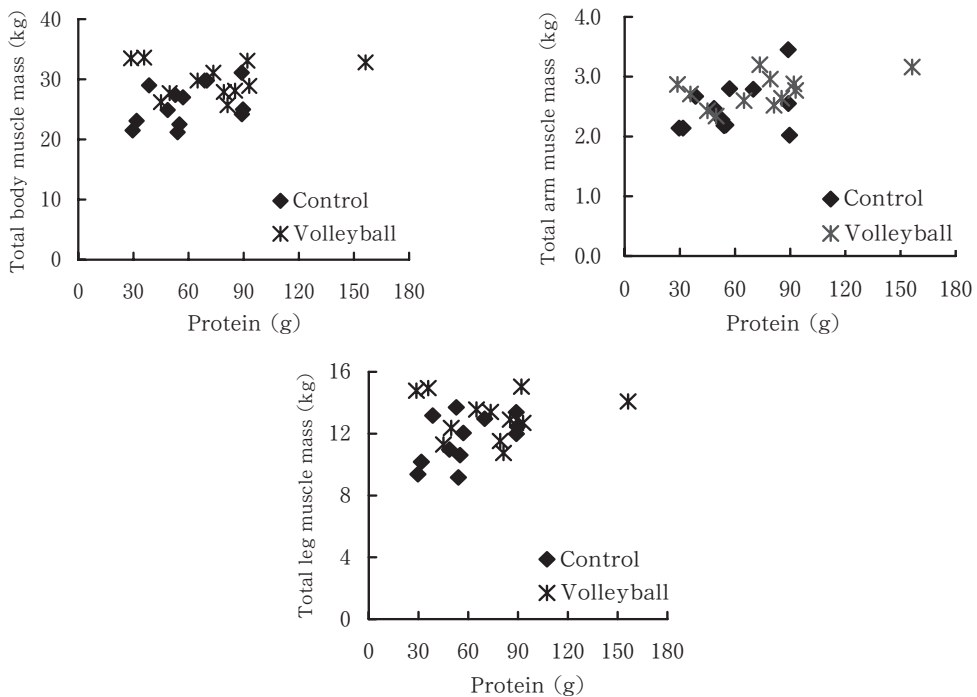 Total body muscle mass (kg)
40
30
20
10
0
Control
Volleyball
0 30 60 90 120 150 180
Protein (g)
Total arm muscle mass (kg)
4.0
3.0
2.0
1.0
0.0
Control
Volleyball
0 30 60 90 120 150 180
Protein (g)
Total leg muscle mass (kg)
16
12
8
4
0
Control
Volleyball
0 30 60 90 120 150 180
Protein (g)